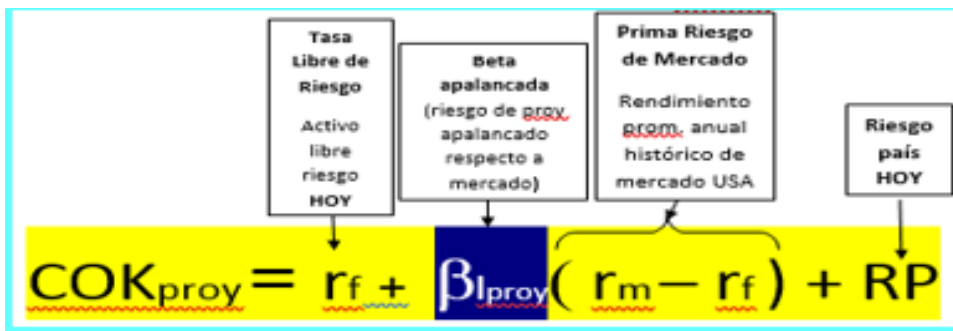 Tasa
Libre de
Riesgo
Activo
libre
riesgo
HOY
Beta
apalancada
(riesgo de proy.
apalancado
respecto a
mercado)
Prima Riesgo
de Mercado
Rendimiento
prom. anual
histórico de
mercado USA
Riesgo
país
HOY
COKproy = rf + βlproy( rm – rf ) + RP